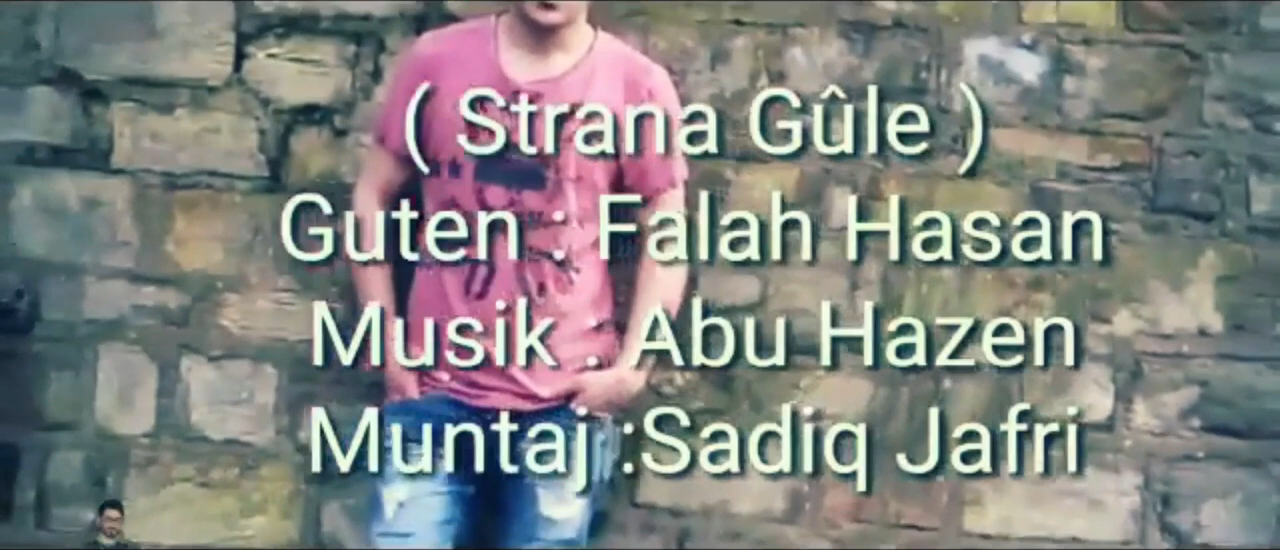 ( Strana Gûle )
Guten : Falah Hasan
Musik : Abu Hazen
Muntaj :Sadiq Jafri